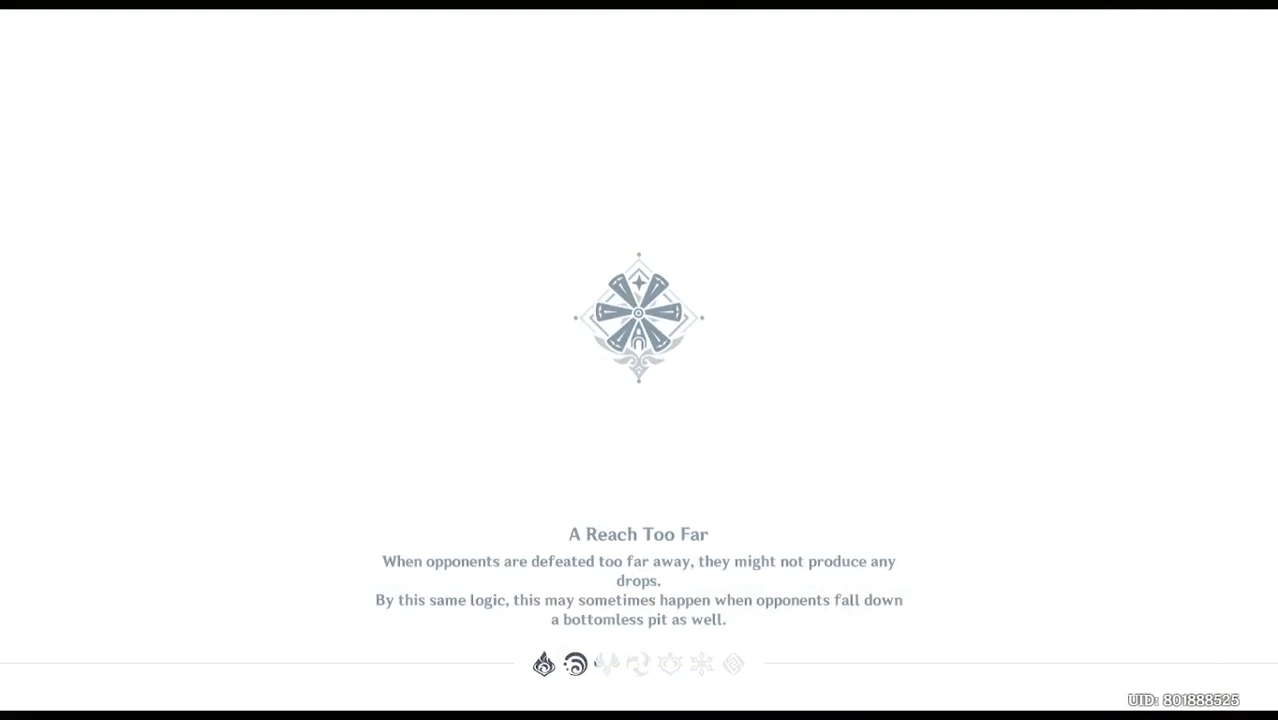 A Reach Too Far
When opponents are defeated too far away, they might not produce any
drops.
By this same logic, this may sometimes happen when opponents fall down
a bottomless pit as well.
UID: 801888525